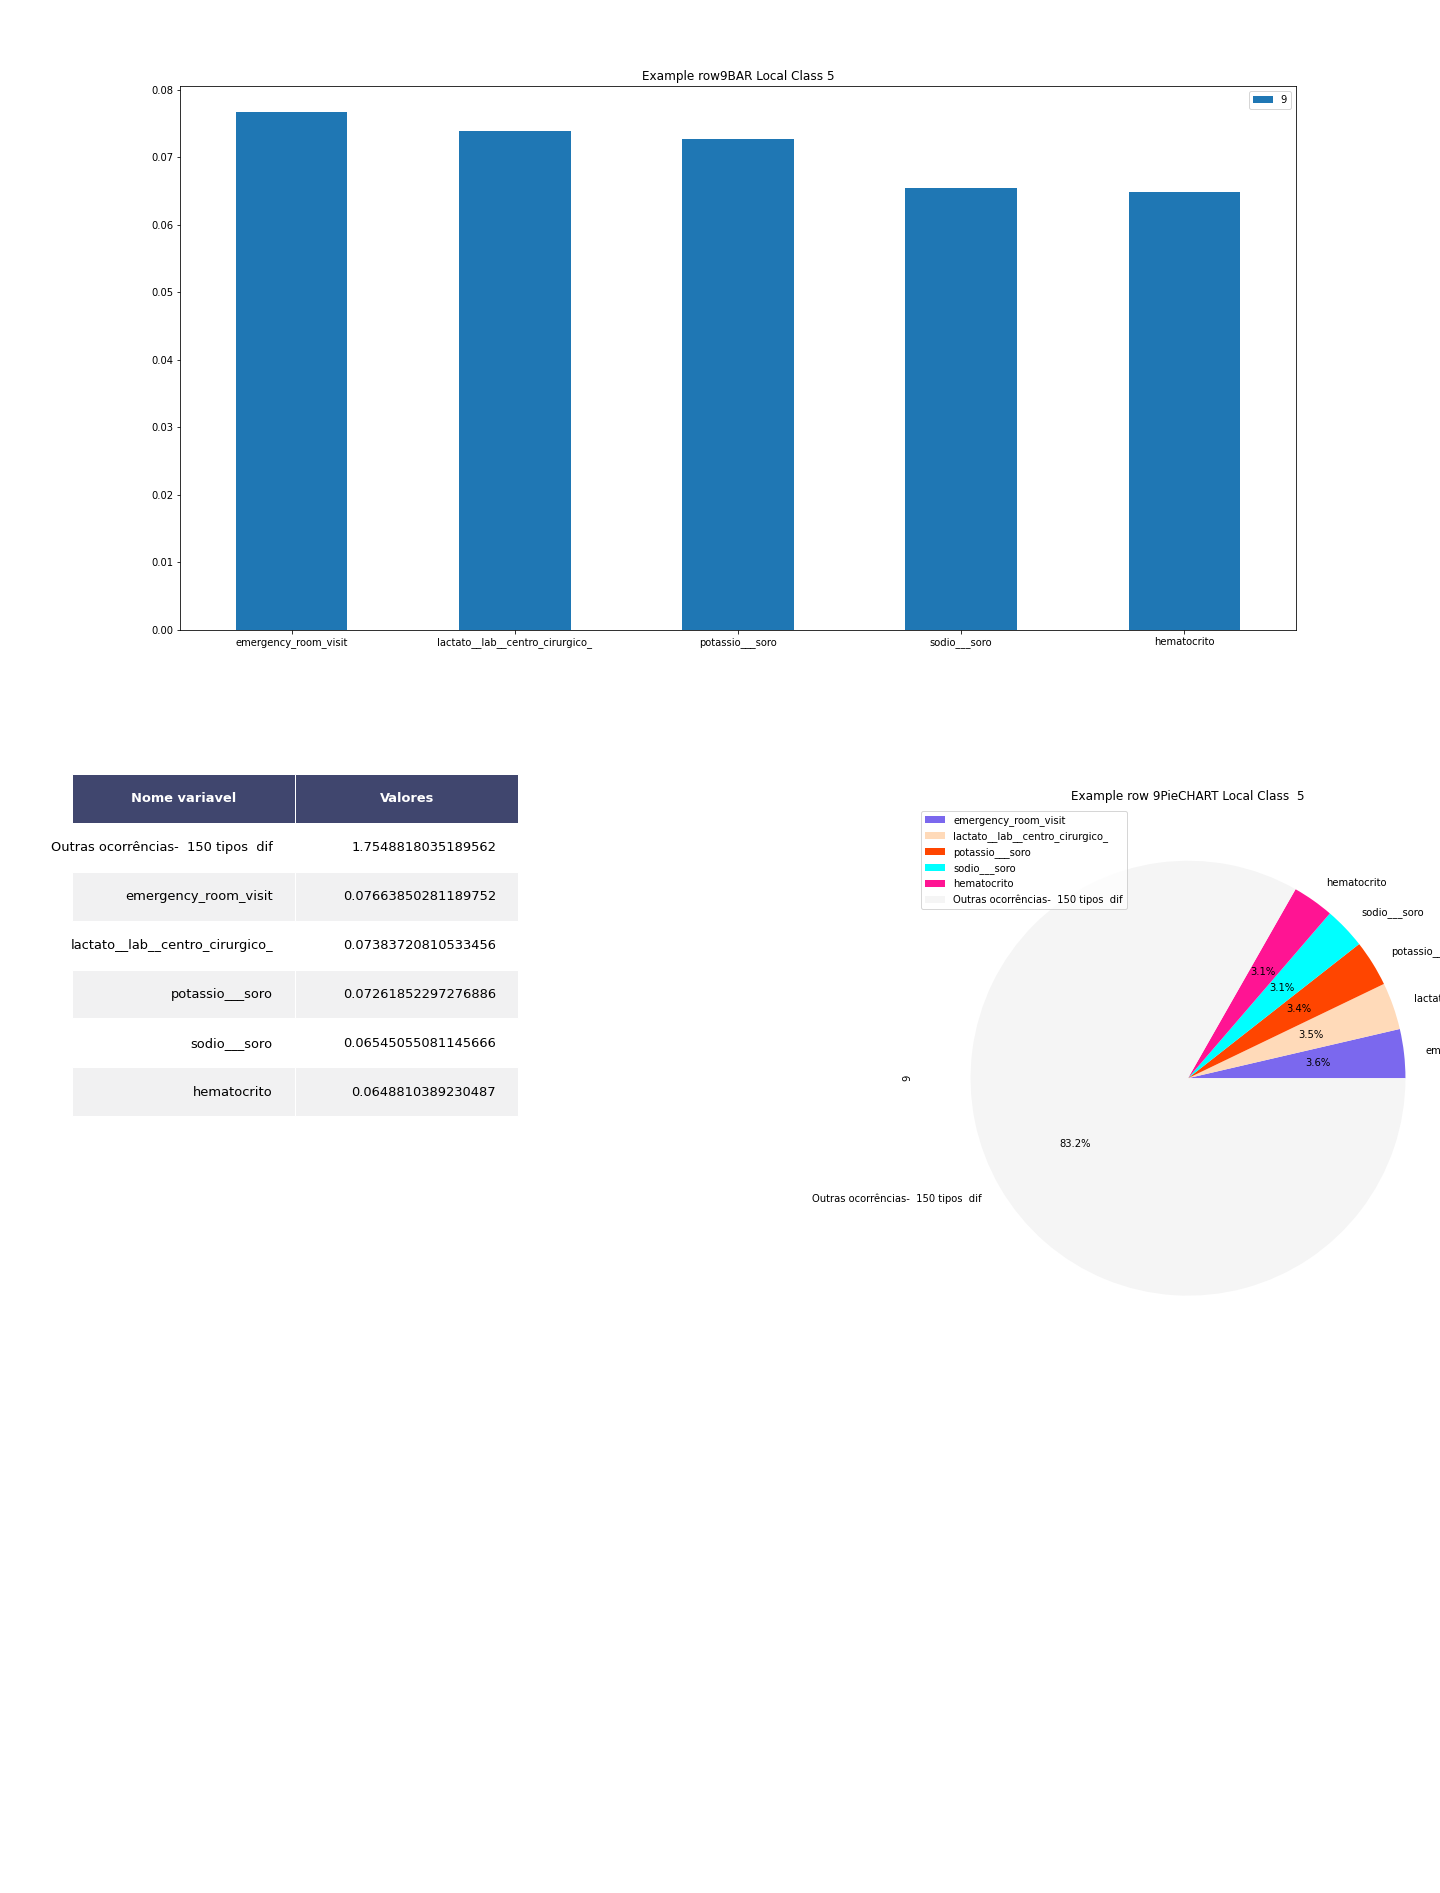 Example row9BAR Local Class 5
9
0.08
0.07
0.06
0.05
0.04
0.03
0.02
0.01
0.00
emergency_room_visit
lactato__lab__centro_cirurgico_
potassio___soro
sodio___soro
hematocrito
Nome variavel Valores
Outras ocorrências-  150 tipos  dif 1.7548818035189562
emergency_room_visit 0.07663850281189752
lactato__lab__centro_cirurgico_ 0.07383720810533456
potassio___soro 0.07261852297276886
sodio___soro 0.06545055081145666
hematocrito 0.0648810389230487
Example row 9PieCHART Local Class  5
emergency_room_visit
lactato__lab__centro_cirurgico_
potassio___soro
sodio___soro
hematocrito
Outras ocorrências-  150 tipos  dif
hematocrito
sodio___soro
potassio__
lactat
em
3.1%
3.1%
3.4%
3.5%
3.6%
9
83.2%
Outras ocorrências-  150 tipos  dif